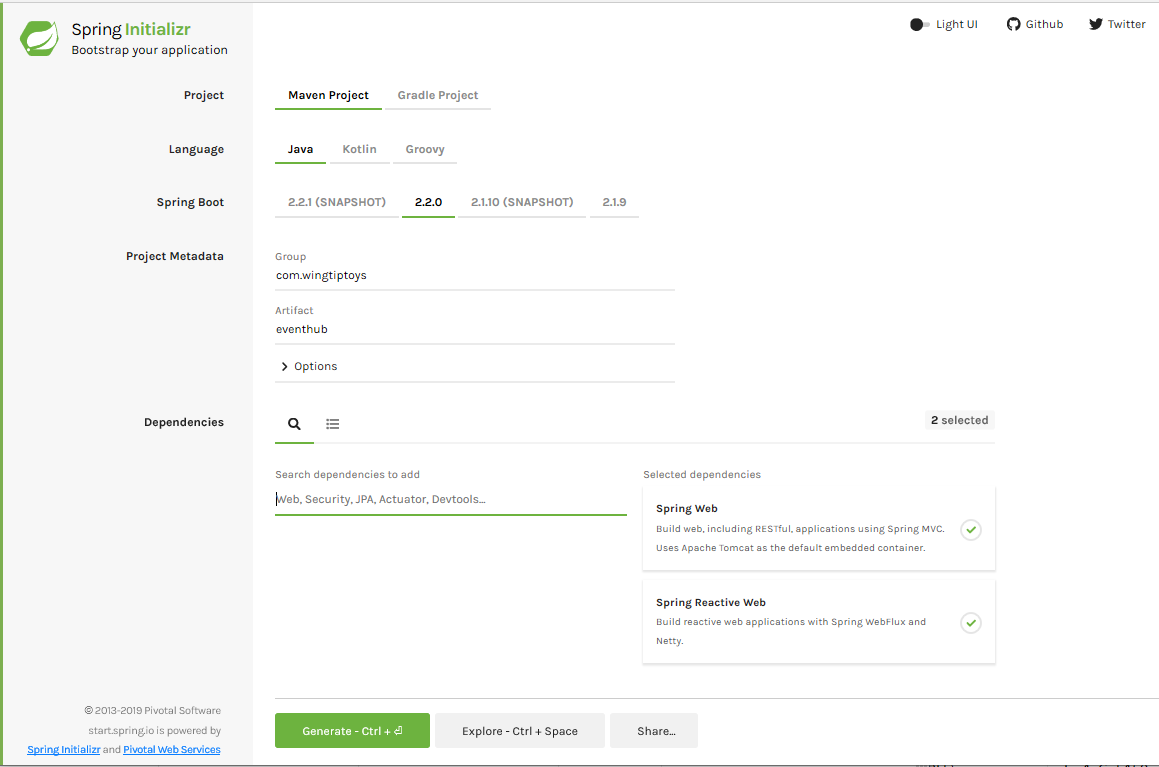 Spring Initializr
Bootstrap your application
Light UI
Github
Twitter
Project
Maven Project
Gradle Project
Language
Java
Kotlin
Groovy
Spring Boot
2.2.1 (SNAPSHOT)
2.2.0
2.1.10 (SNAPSHOT)
2.1.9
Project Metadata
Group
com.wingtiptoys
Artifact
eventhub
Options
Dependencies
2 selected
Search dependencies to add
Web, Security, JPA, Actuator, Devtools...
Selected dependencies
Spring Web
Build web, including RESTful, applications using Spring MVC.
Uses Apache Tomcat as the default embedded container.
Spring Reactive Web
Build reactive web applications with Spring WebFlux and
Netty.
© 2013-2019 Pivotal Software
start.spring.io is powered by
Spring Initializr and Pivotal Web Services
Generate - Ctrl + ⏎
Explore - Ctrl + Space
Share...